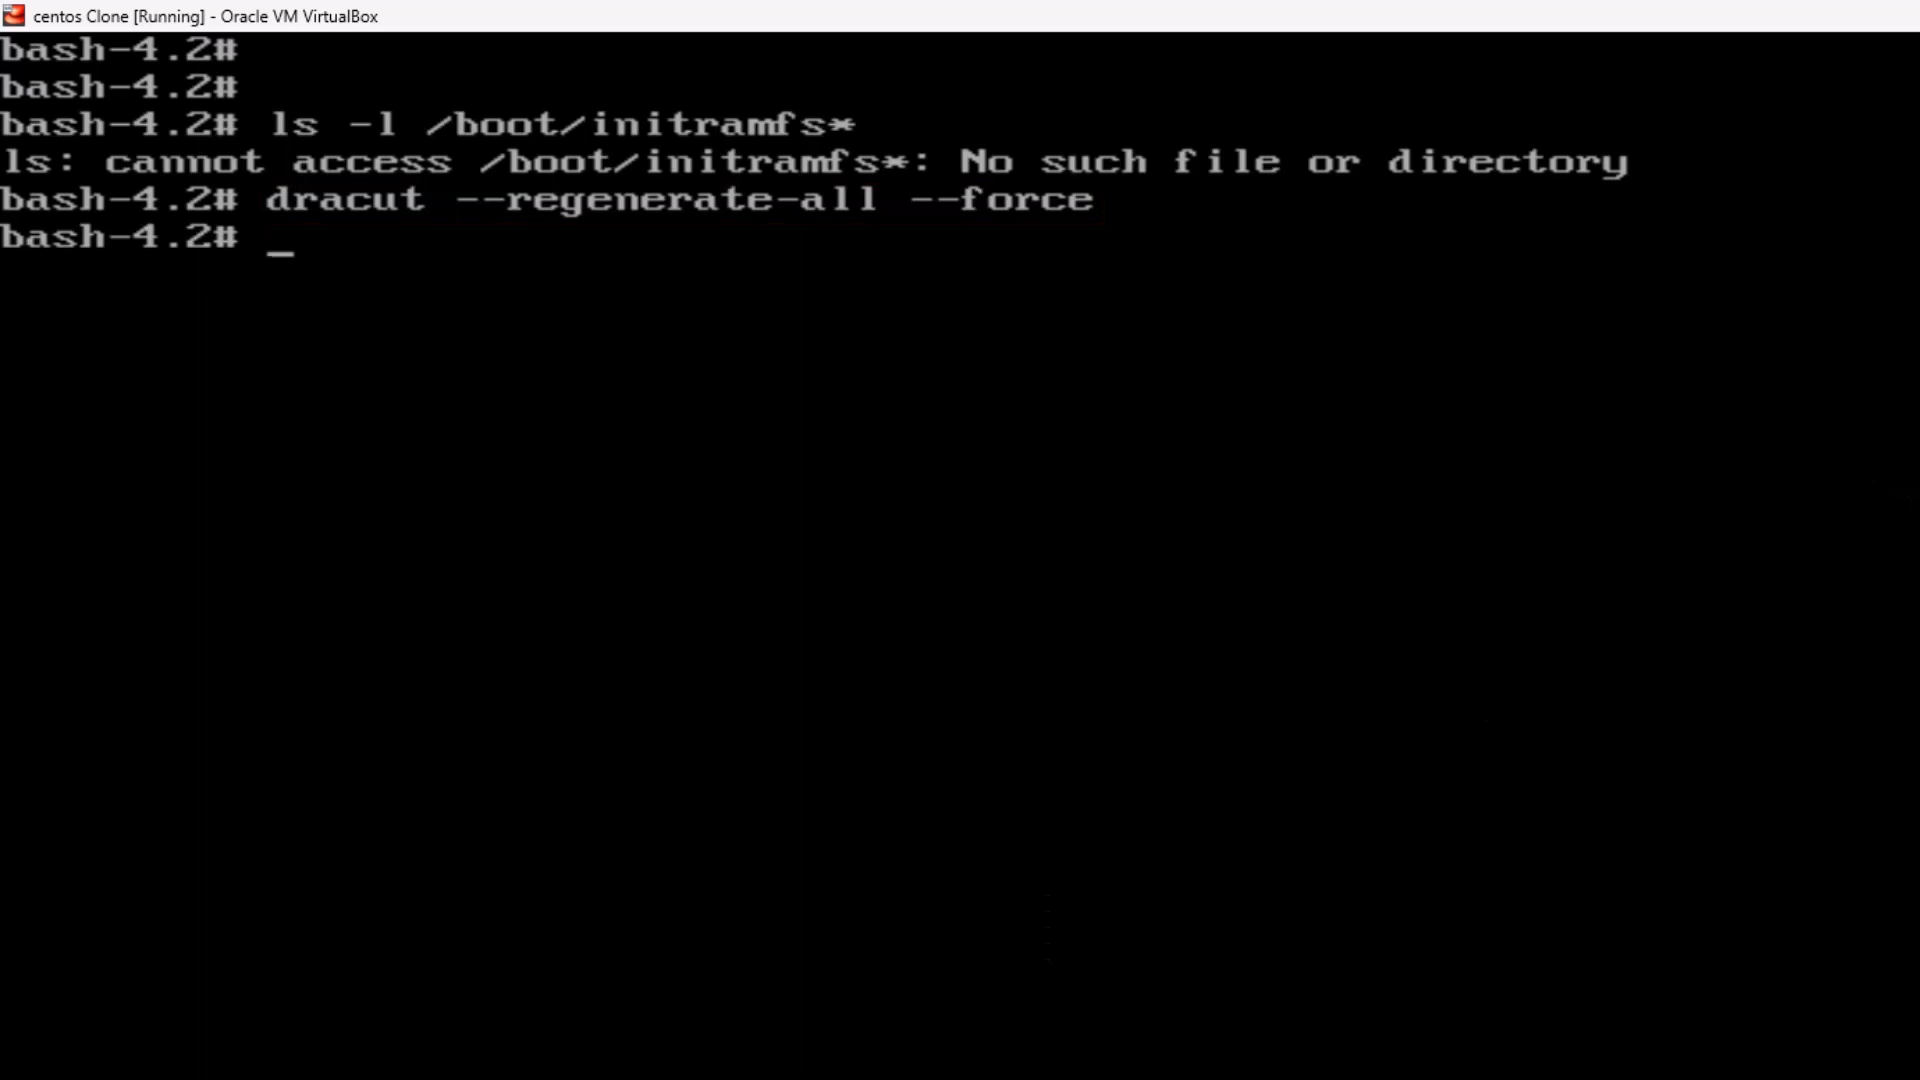 centos Clone [Running] - Oracle VM VirtualBox
bash-4.2#
bash-4.2#
bash-4.2# ls -l /boot/initramfs*
ls: cannot access /boot/initramfs*: No such file or directory
bash-4.2# dracut --regenerate-all --force
bash-4.2# _